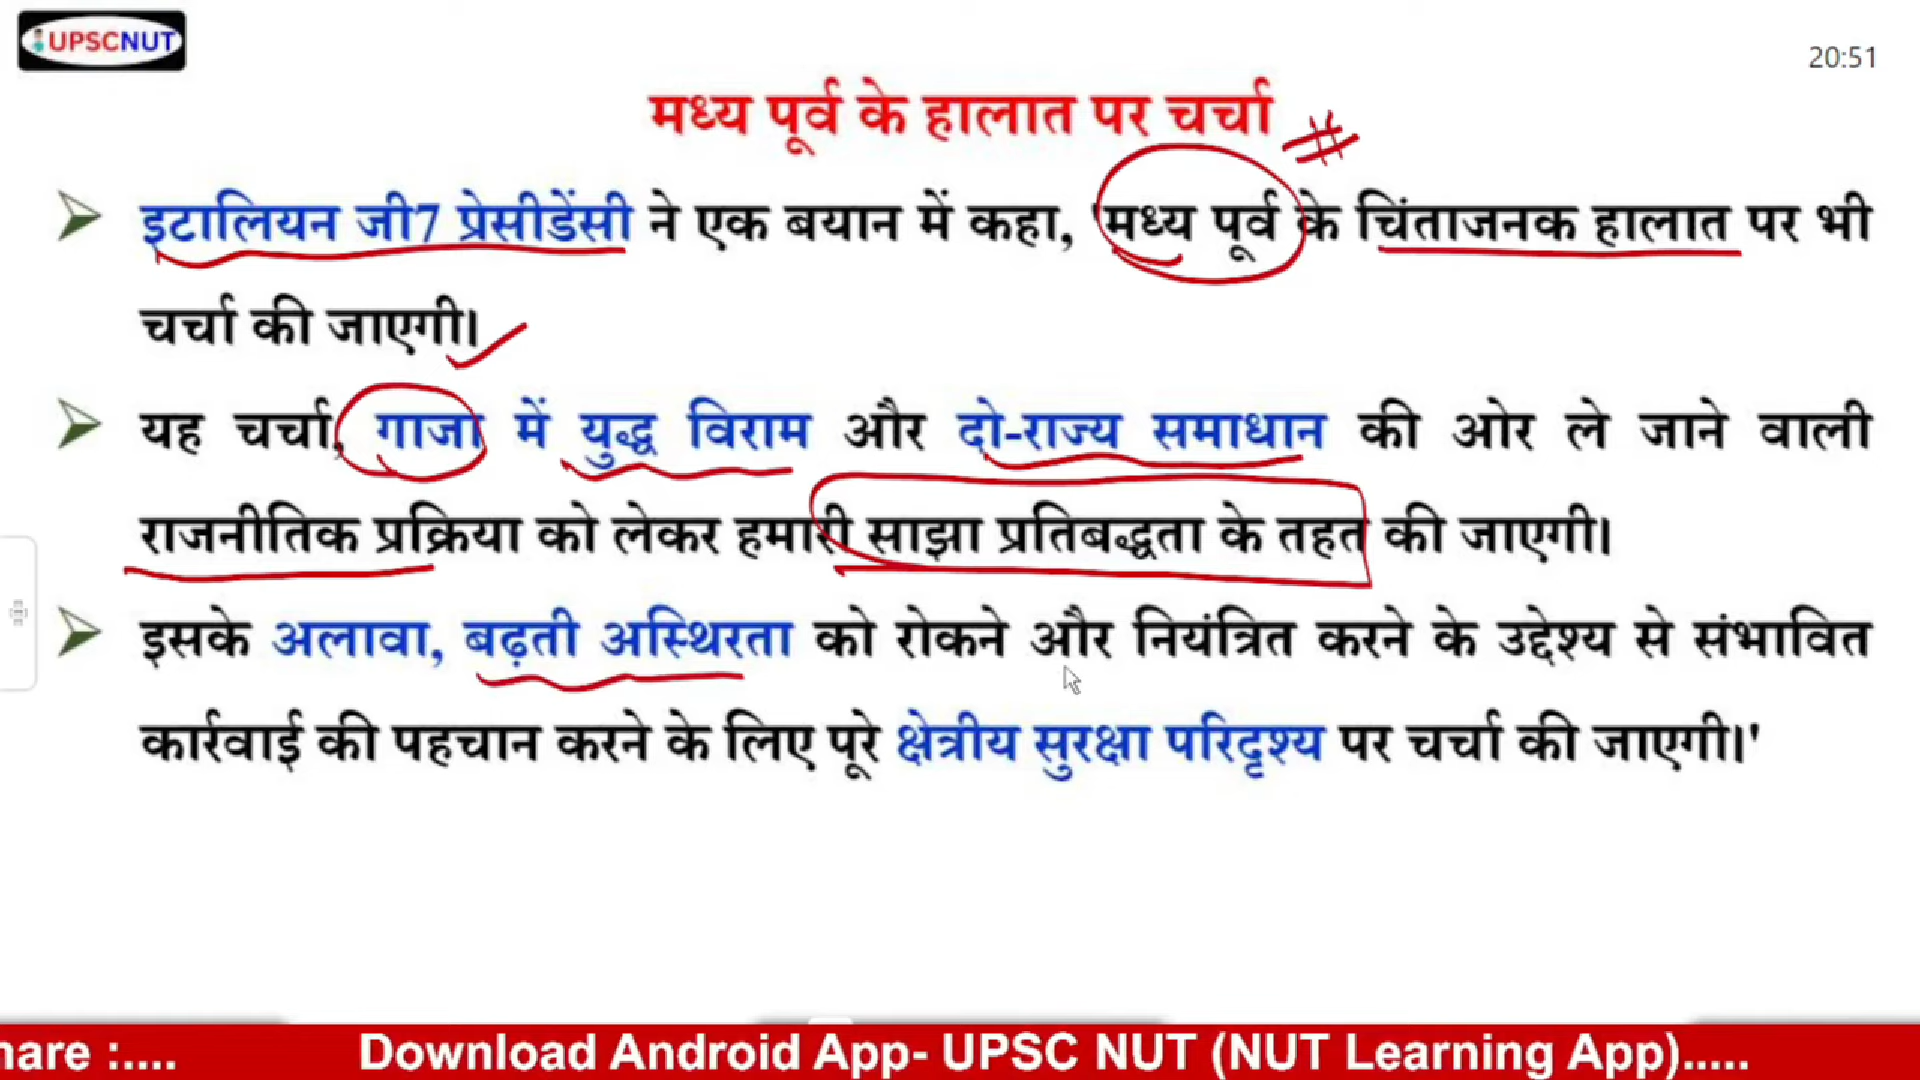 UPSCNUT
20:51
मध्य पूर्व के हालात पर चर्चा #
इटालियन जी7 प्रेसीडेंसी ने एक बयान में कहा, 'मध्य पूर्व के चिंताजनक हालात पर भी
चर्चा की जाएगी।
यह चर्चा, गाजा में युद्ध विराम और दो-राज्य समाधान की ओर ले जाने वाली
राजनीतिक प्रक्रिया को लेकर हमारी साझा प्रतिबद्धता के तहत की जाएगी।
इसके अलावा, बढ़ती अस्थिरता को रोकने और नियंत्रित करने के उद्देश्य से संभावित
कार्रवाई की पहचान करने के लिए पूरे क्षेत्रीय सुरक्षा परिदृश्य पर चर्चा की जाएगी।'
hare :.... Download Android App- UPSC NUT (NUT Learning App).....